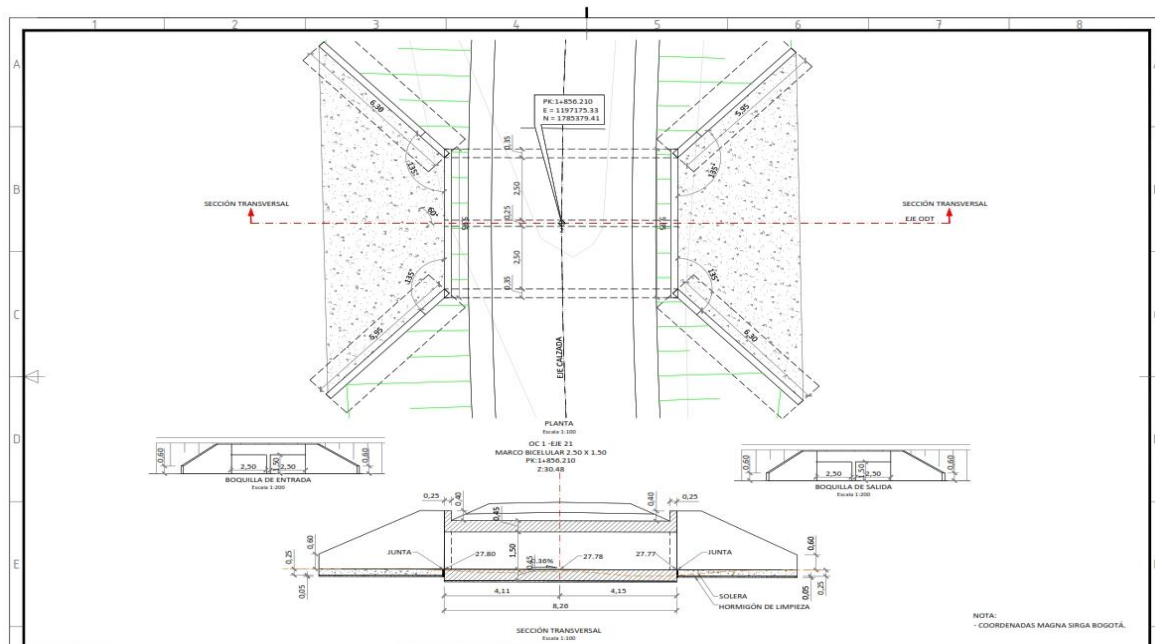 1 2 3 4 5 6 7 8
A
B
C
D
E
A
PK:1+856.210
E = 1197175.33
N = 1785379.41
6,30
5,95
135°
135°
0,35
2,50
0,25
2,50
0,35
SECCIÓN TRANSVERSAL
SECCIÓN TRANSVERSAL
EJE ODT
135°
135°
5,95
6,30
EJE CALZADA
PLANTA
Escala 1:100
OC 1 -EJE 21
MARCO BICELULAR 2.50 X 1.50
PK:1+856.210
Z:30.48
0,60
2,50
1,50
2,50
0,60
BOQUILLA DE ENTRADA
Escala 1:200
0,60
2,50
1,50
2,50
0,60
BOQUILLA DE SALIDA
Escala 1:200
0,25
0,40
0,45
0,40
0,25
0,60
0,25
0,05
JUNTA
27.80
1,50
0,45
0.36%
27.78
27.77
JUNTA
0,60
0,05
0,25
4,11
4,15
8,26
SOLERA
HORMIGÓN DE LIMPIEZA
SECCIÓN TRANSVERSAL
Escala 1:100
NOTA:
- COORDENADAS MAGNA SIRGA BOGOTÁ.